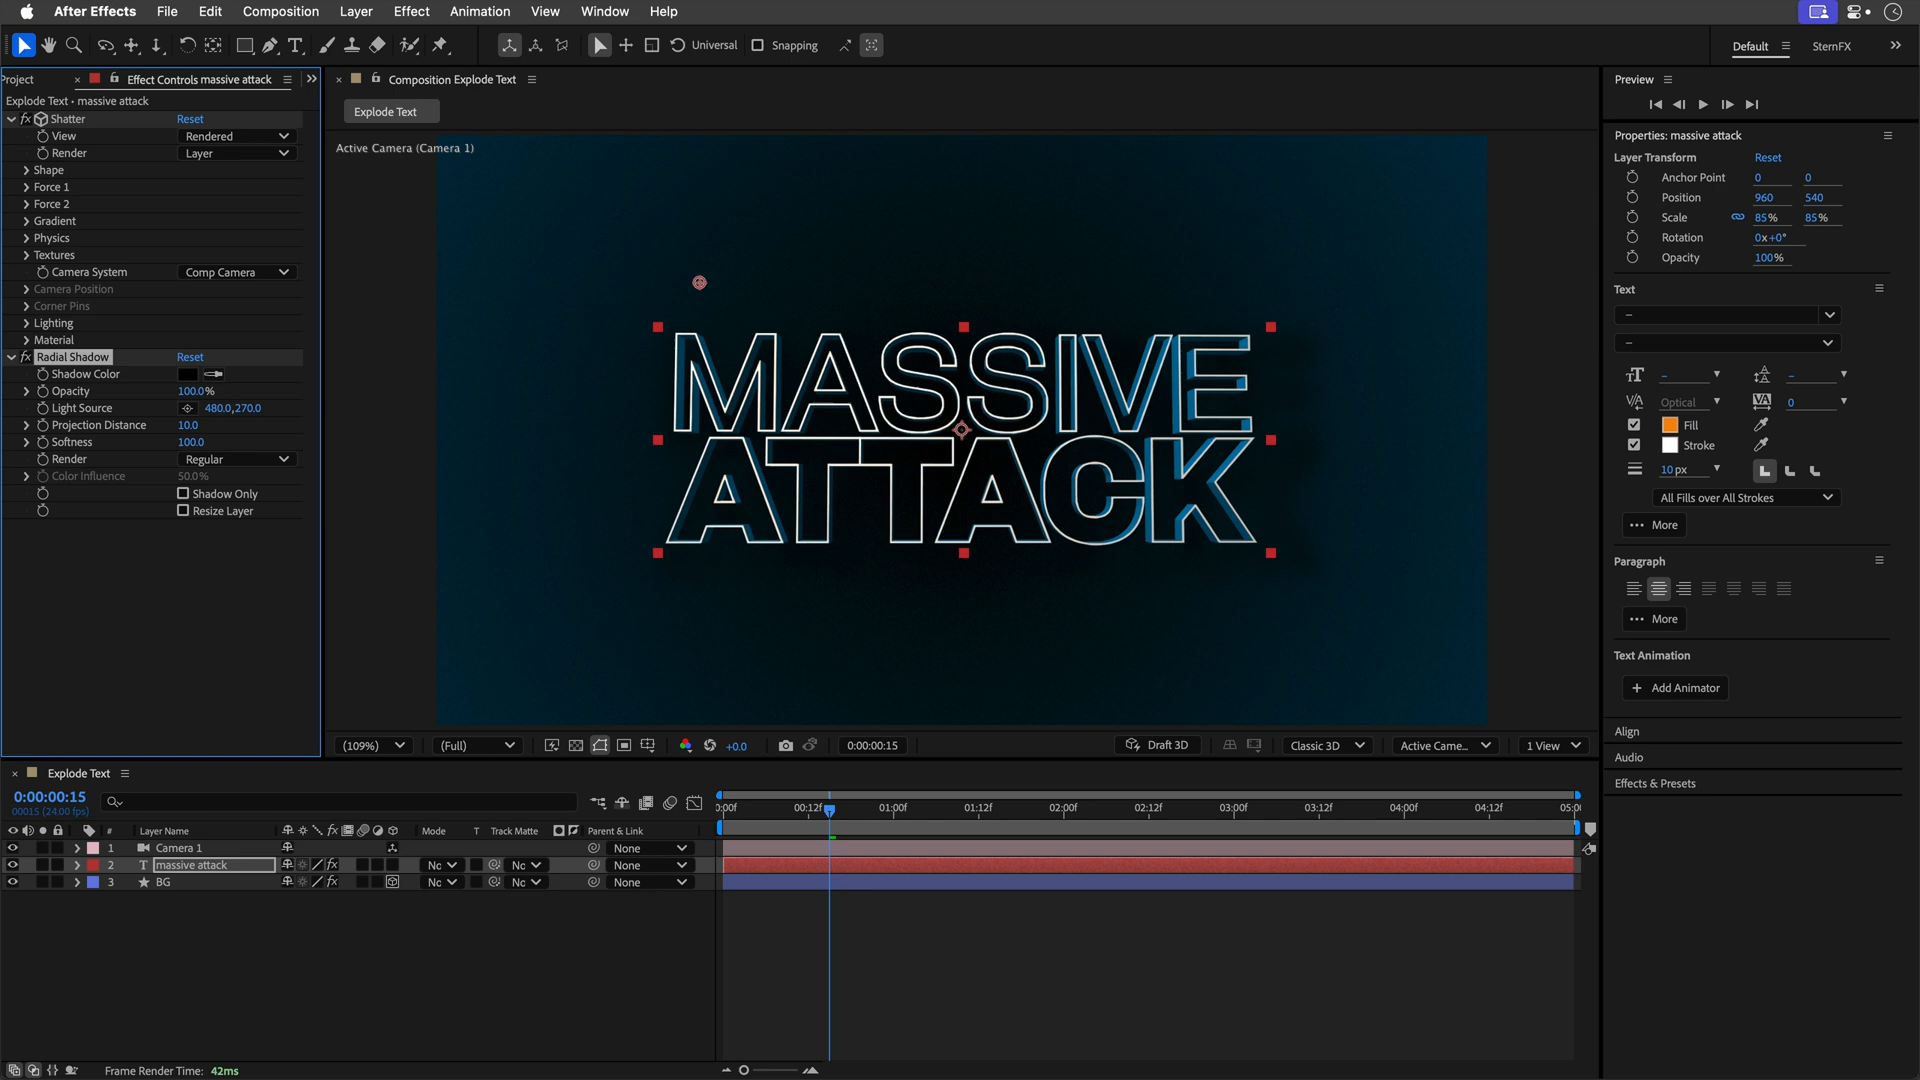 After Effects File Edit Composition Layer Effect Animation View Window Help
Universal Snapping Default SternFX
Project Effect Controls massive attack
Explode Text • massive attack
Shatter Reset
View Rendered
Render Layer
Shape
Force 1
Force 2
Gradient
Physics
Textures
Camera System Comp Camera
Camera Position
Corner Pins
Lighting
Material
Radial Shadow Reset
Shadow Color
Opacity 100.0%
Light Source 480.0,270.0
Projection Distance 10.0
Softness 100.0
Render Regular
Color Influence 50.0%
Shadow Only
Resize Layer
Composition Explode Text
Explode Text
Active Camera (Camera 1)
MASSIVE
ATTACK
(109%) (Full) +0.0 0:00:00:15 Draft 3D Classic 3D Active Came... 1 View
Preview
Properties: massive attack
Layer Transform Reset
Anchor Point 0 0
Position 960 540
Scale 85% 85%
Rotation 0x+0°
Opacity 100%
Text
–
–
– –
Optical 0
Fill
Stroke
10 px
All Fills over All Strokes
More
Paragraph
More
Text Animation
Add Animator
Align
Audio
Effects & Presets
Explode Text
0:00:00:15
00015 (24.00 fps)
# Layer Name Mode T Track Matte Parent & Link
1 Camera 1 None
2 massive attack Nc Nc None
3 BG Nc Nc None
0:00f 00:12f 01:00f 01:12f 02:00f 02:12f 03:00f 03:12f 04:00f 04:12f 05:00
Frame Render Time: 42ms